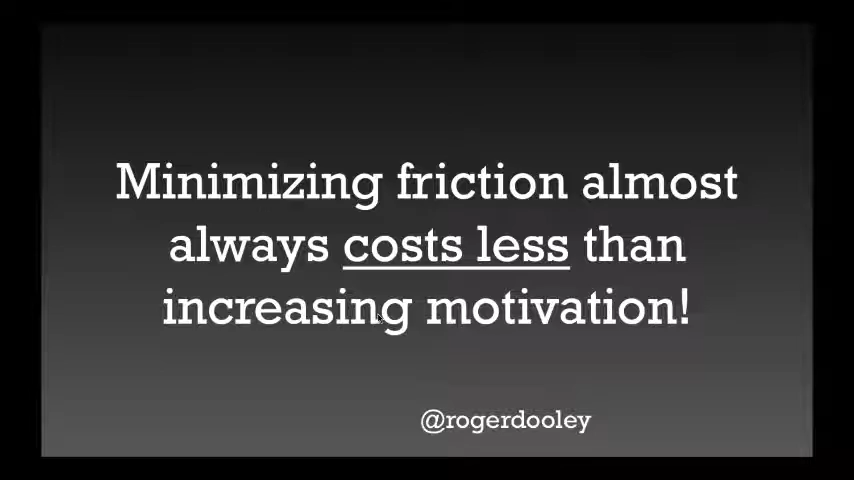 Minimizing friction almost
always costs less than
increasing motivation!
@rogerdooley